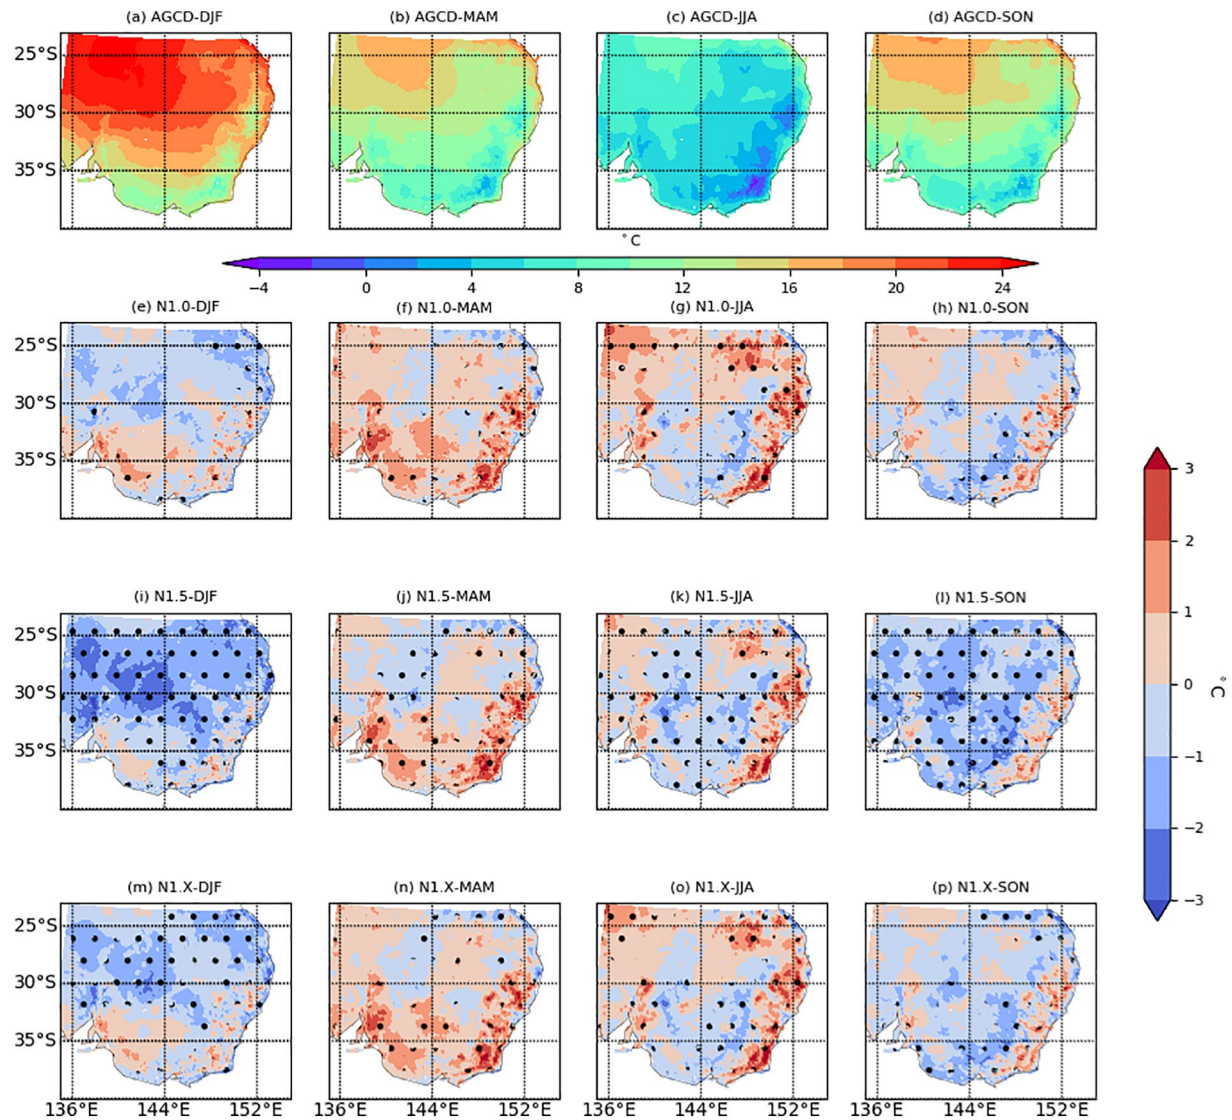 (a) AGCD-DJF (b) AGCD-MAM (c) AGCD-JJA (d) AGCD-SON
25°S
30°S
35°S
°C
−4 0 4 8 12 16 20 24
(e) N1.0-DJF (f) N1.0-MAM (g) N1.0-JJA (h) N1.0-SON
25°S
30°S
35°S
3
2
1
0
−1
−2
−3
°C
(i) N1.5-DJF (j) N1.5-MAM (k) N1.5-JJA (l) N1.5-SON
25°S
30°S
35°S
(m) N1.X-DJF (n) N1.X-MAM (o) N1.X-JJA (p) N1.X-SON
25°S
30°S
35°S
136°E 144°E 152°E 136°E 144°E 152°E 136°E 144°E 152°E 136°E 144°E 152°E